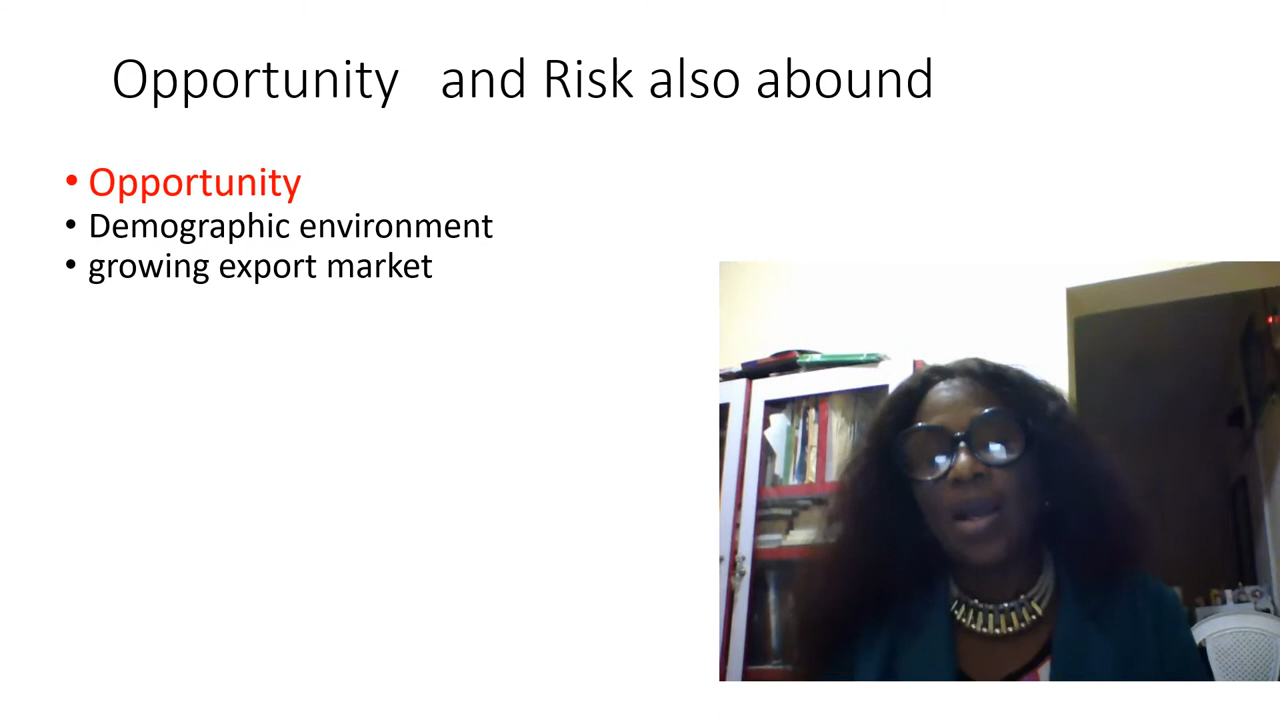 Opportunity and Risk also abound
• Opportunity
• Demographic environment
• growing export market